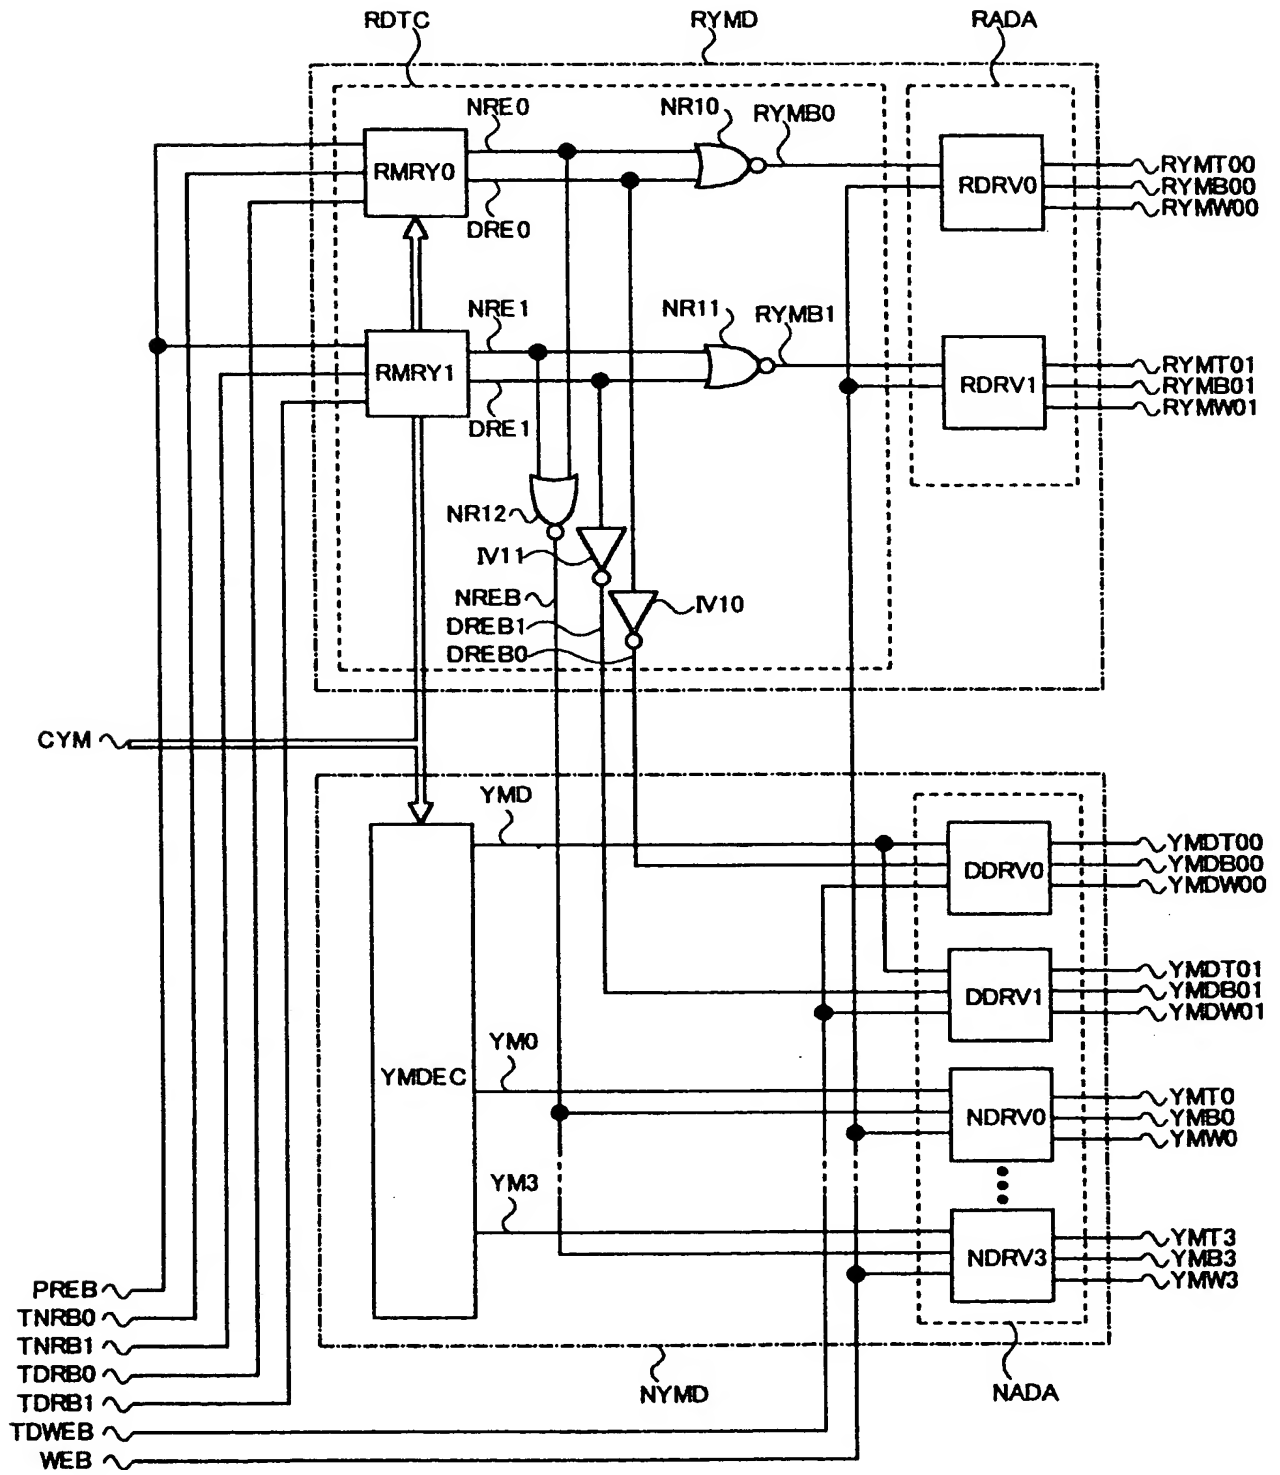 RDTC RYMD RADA
NRE0 NR10 RYMB0
RMRY0
DRE0
RDRV0
RYMT00
RYMB00
RYMW00
NRE1 NR11 RYMB1
RMRY1
DRE1
RDRV1
RYMT01
RYMB01
RYMW01
NR12
IV11
NREB
IV10
DREB1
DREB0
CYM
YMD
DDRV0
YMDT00
YMDB00
YMDW00
DDRV1
YMDT01
YMDB01
YMDW01
YMDEC
YM0
NDRV0
YMT0
YMB0
YMW0
YM3
NDRV3
YMT3
YMB3
YMW3
PREB
TNRB0
TNRB1
TDRB0
TDRB1
TDWEB
WEB
NYMD
NADA